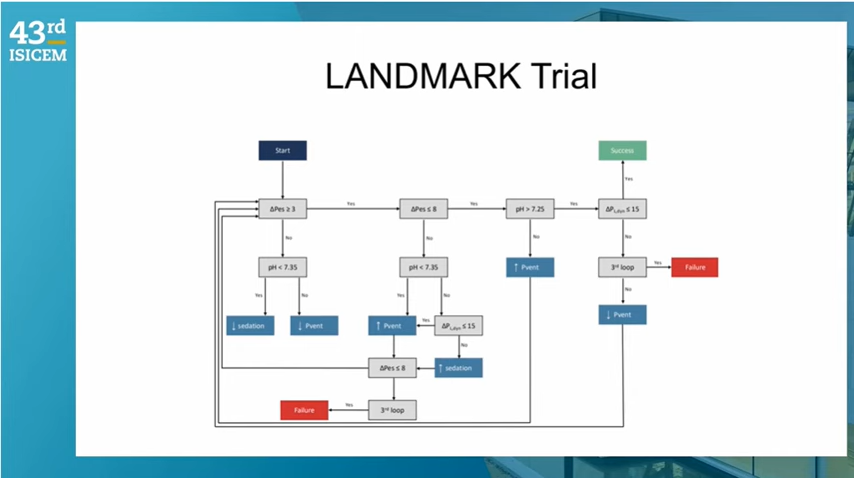 43rd
ISICEM
LANDMARK Trial
Start
Success
Yes
ΔPes ≥ 3
Yes
ΔPes ≤ 8
Yes
pH > 7.25
Yes
ΔPL,dyn ≤ 15
No
No
No
No
pH < 7.35
pH < 7.35
↑ Pvent
3rd loop
Yes
Failure
Yes
No
Yes
No
No
↓ sedation
↓ Pvent
↑ Pvent
Yes
ΔPL,dyn ≤ 15
↓ Pvent
No
ΔPes ≤ 8
↑ sedation
Failure
Yes
3rd loop